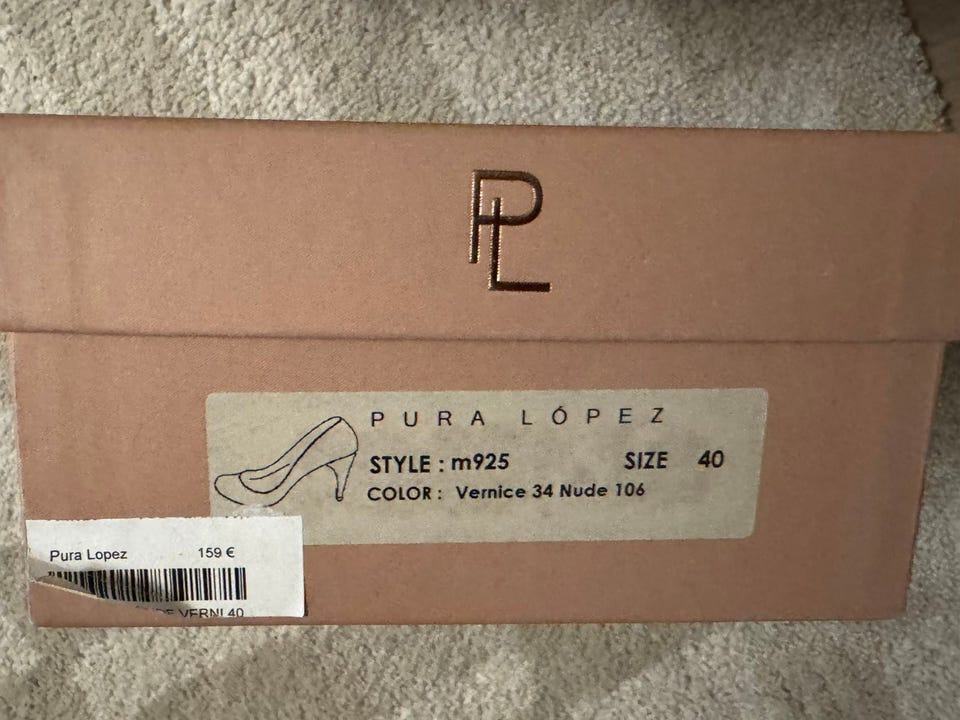 PL
PURA LÓPEZ
STYLE : m925 SIZE 40
COLOR : Vernice 34 Nude 106
Pura Lopez 159 €
VERNI 40